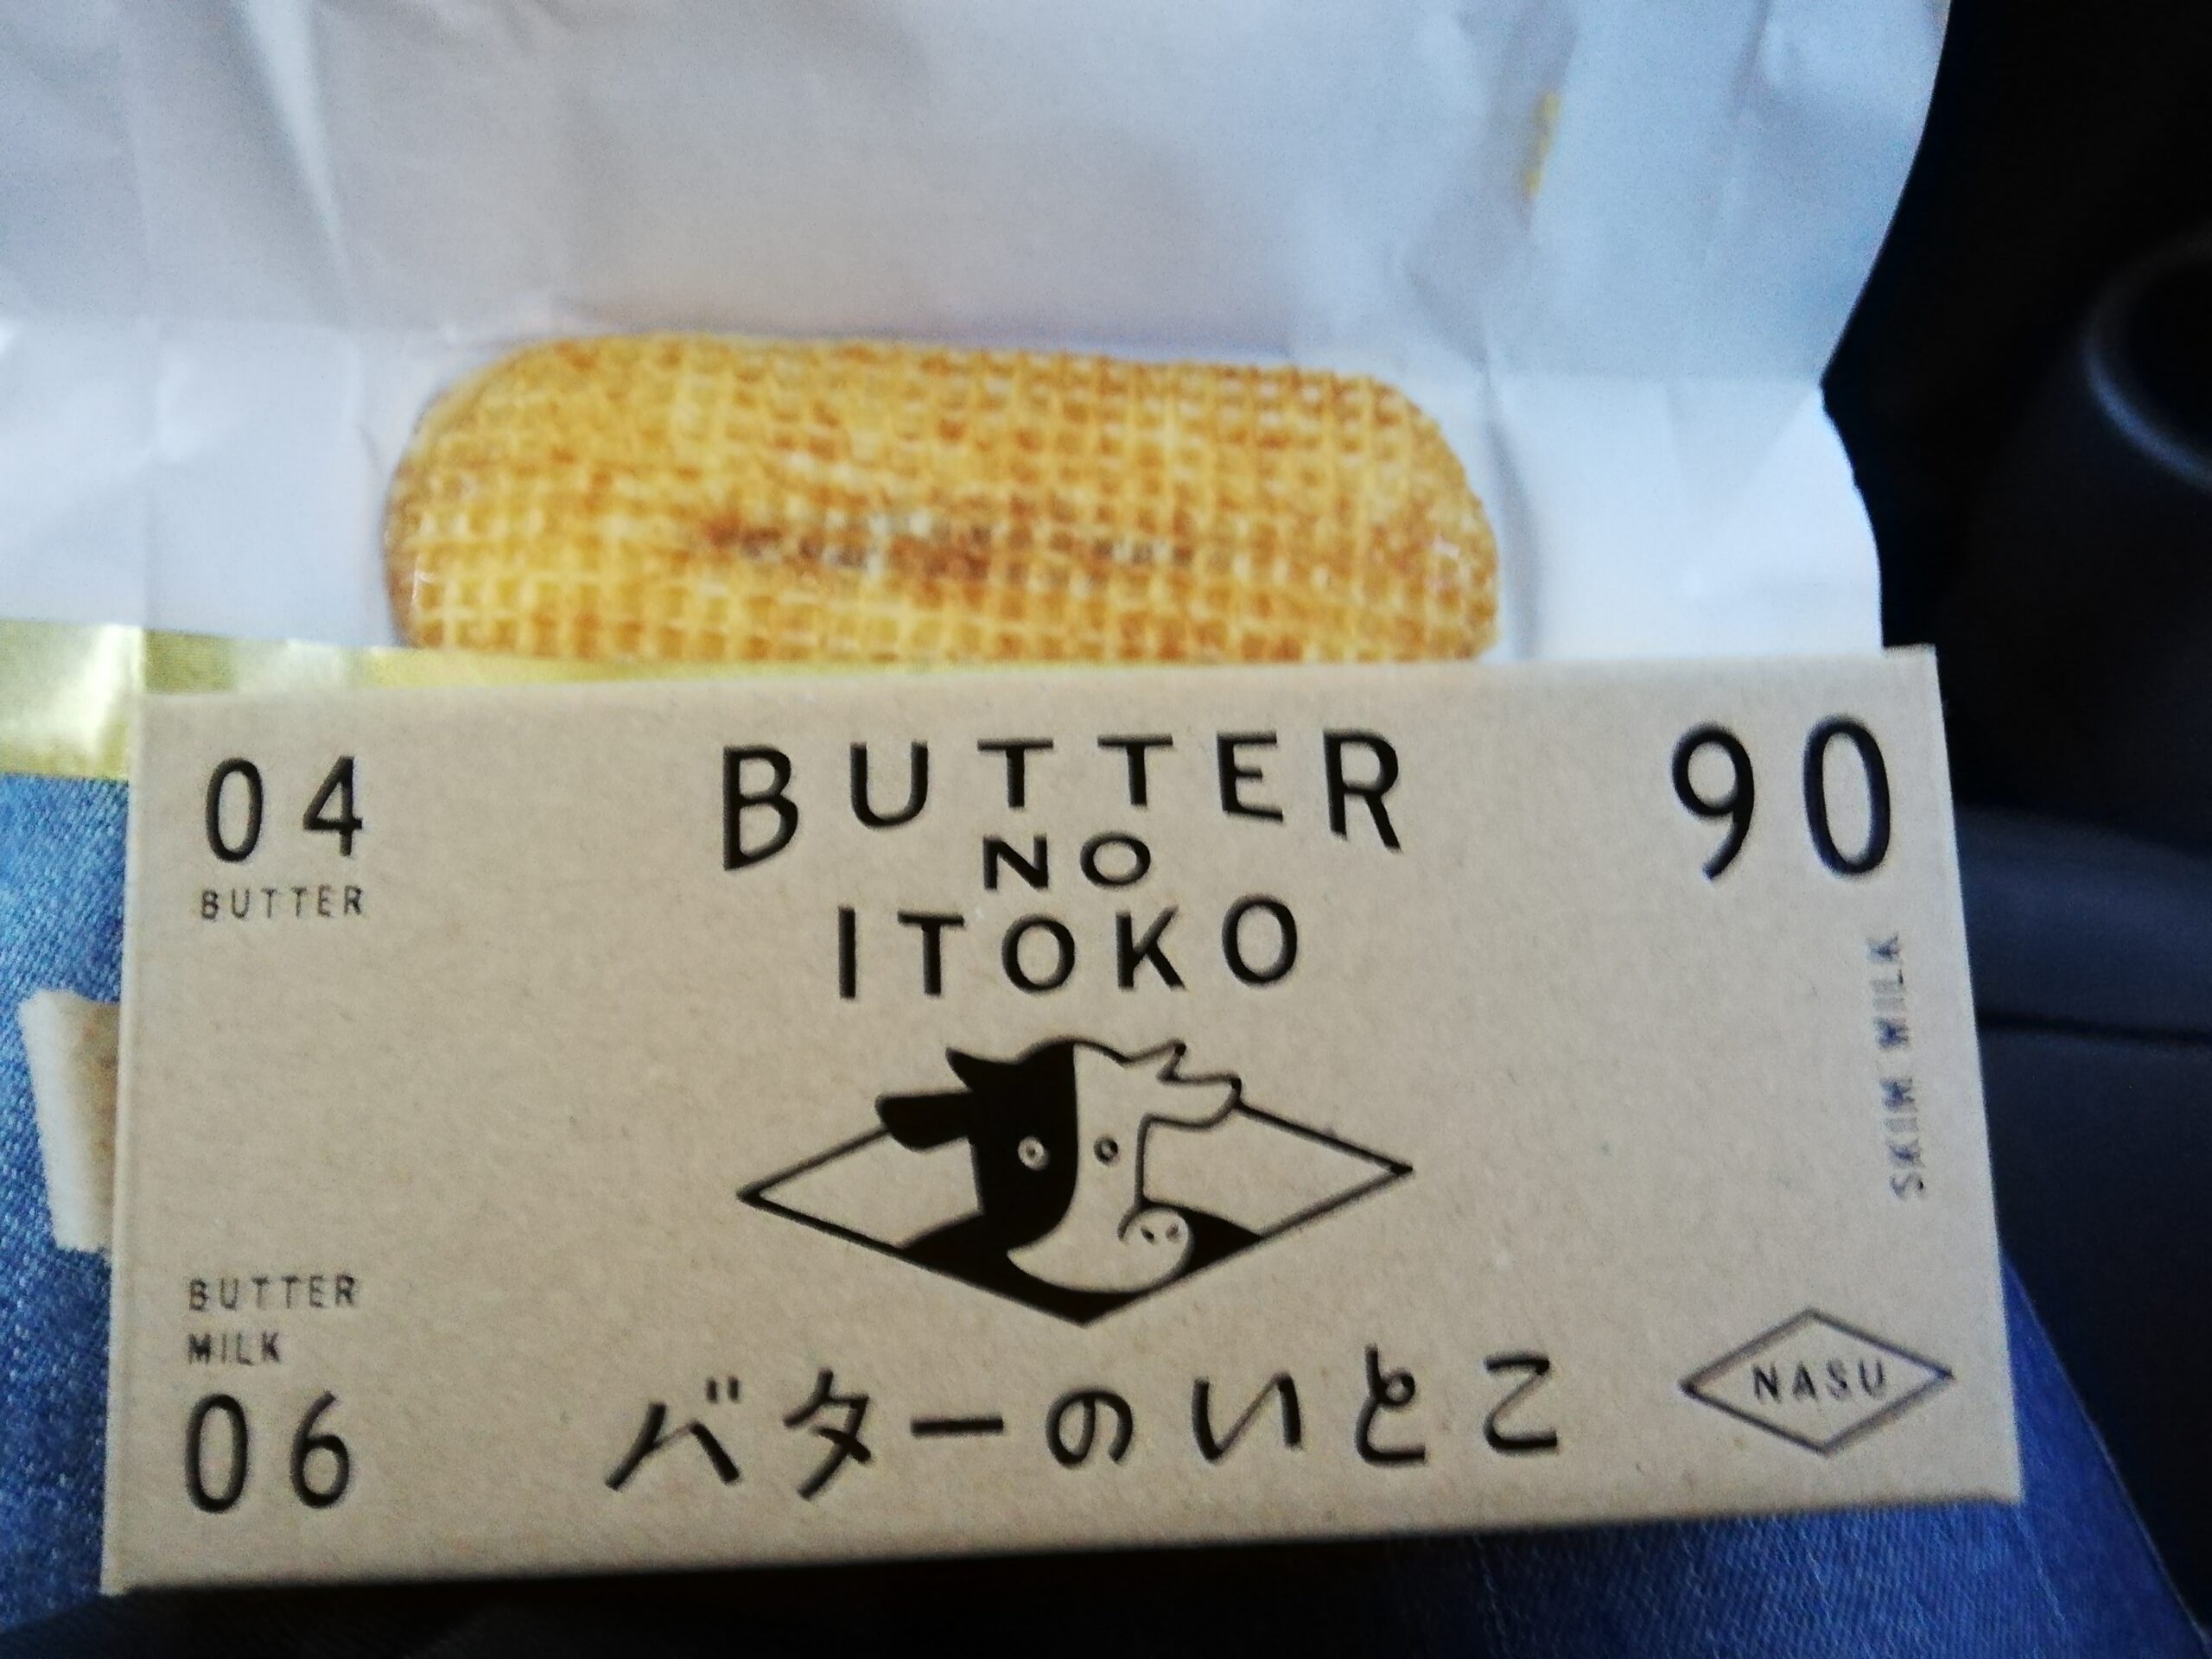 04
BUTTER
BUTTER
NO
ITOKO
90
SKIM MILK
BUTTER
MILK
06
バターのいとこ
NASU